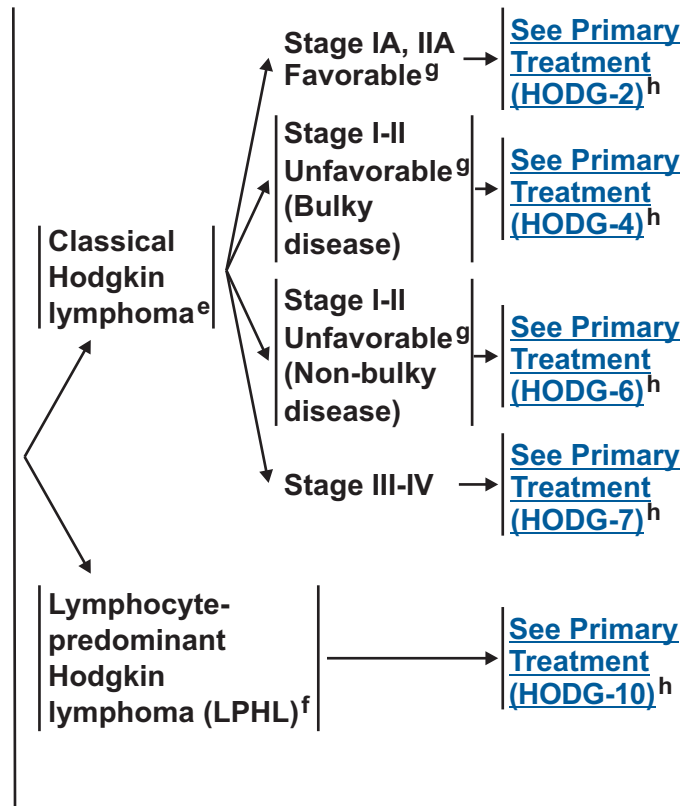 Stage IA, IIA
Favorable g
See Primary
Treatment
(HODG-2) h
Stage I-II
Unfavorable g
(Bulky
disease)
See Primary
Treatment
(HODG-4) h
Classical
Hodgkin
lymphoma e
Stage I-II
Unfavorable g
(Non-bulky
disease)
See Primary
Treatment
(HODG-6) h
Stage III-IV
See Primary
Treatment
(HODG-7) h
Lymphocyte-
predominant
Hodgkin
lymphoma (LPHL) f
See Primary
Treatment
(HODG-10) h